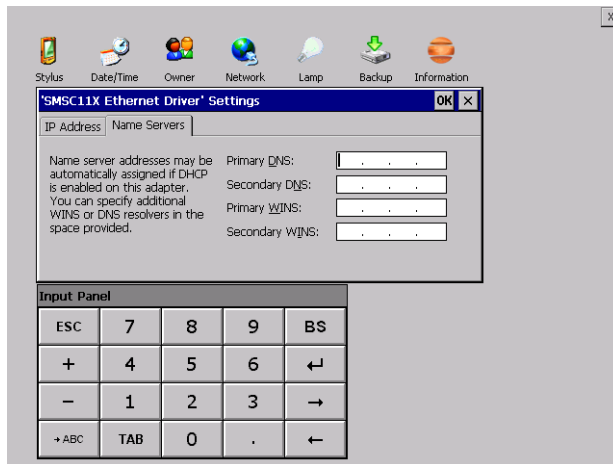 x
Stylus Date/Time Owner Network Lamp Backup Information
'SMSC11X Ethernet Driver' Settings OK ×
IP Address Name Servers
Name server addresses may be
automatically assigned if DHCP
is enabled on this adapter.
You can specify additional
WINS or DNS resolvers in the
space provided.
Primary DNS: . . .
Secondary DNS: . . .
Primary WINS: . . .
Secondary WINS: . . .
Input Panel
ESC 7 8 9 BS
+ 4 5 6 ↵
− 1 2 3 →
→ABC TAB 0 . ←